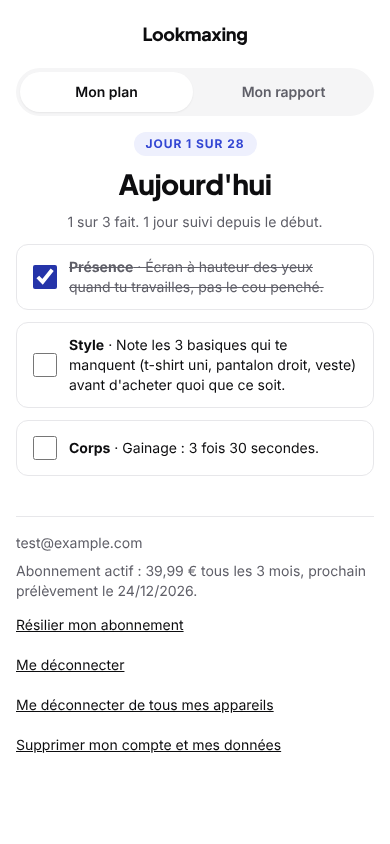 Lookmaxing
Mon plan
Mon rapport
JOUR 1 SUR 28
Aujourd'hui
1 sur 3 fait. 1 jour suivi depuis le début.
Présence · Écran à hauteur des yeux
quand tu travailles, pas le cou penché.
Style · Note les 3 basiques qui te
manquent (t-shirt uni, pantalon droit, veste)
avant d'acheter quoi que ce soit.
Corps · Gainage : 3 fois 30 secondes.
test@example.com
Abonnement actif : 39,99 € tous les 3 mois, prochain
prélèvement le 24/12/2026.
Résilier mon abonnement
Me déconnecter
Me déconnecter de tous mes appareils
Supprimer mon compte et mes données